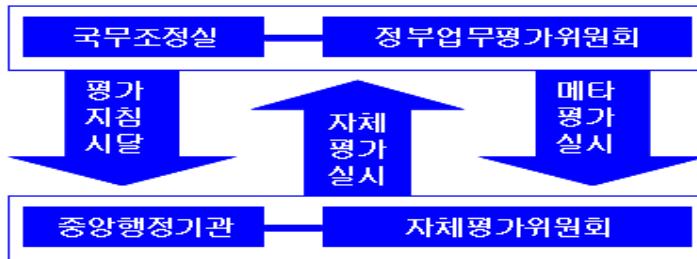 국무조정실 정부업무평가위원회
평가
지침
시달
자체
평가
실시
메타
평가
실시
중앙행정기관 자체평가위원회